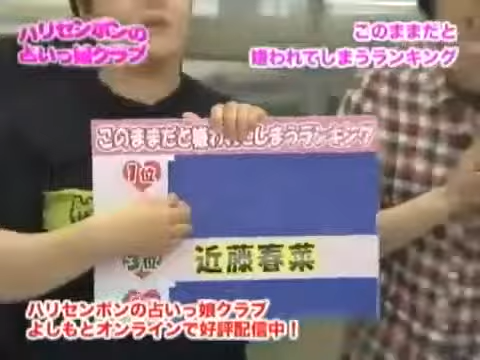 ハリセンボンの
占いっ娘クラブ
このままだと
嫌われてしまうランキング
このままだと嫌われてしまうランキング
1位
3位
近藤春菜
ハリセンボンの占いっ娘クラブ
よしもとオンラインで好評配信中！